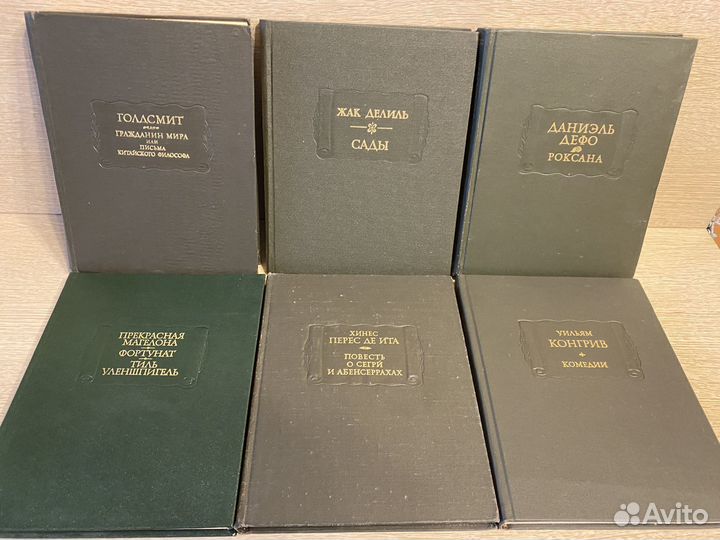 ГОЛДСМИТ
ГРАЖДАНИН МИРА
ИЛИ
ПИСЬМА
КИТАЙСКОГО ФИЛОСОФА
ЖАК ДЕЛИЛЬ
САДЫ
ДАНИЭЛЬ
ДЕФО
РОКСАНА
ПРЕКРАСНАЯ
МАГЕЛОНА
ФОРТУНАТ
ТИЛЬ
УЛЕНШПИГЕЛЬ
ХИНЕС
ПЕРЕС ДЕ ИТА
ПОВЕСТЬ
О СЕГРИ
И АБЕНСЕРРАХАХ
УИЛЬЯМ
КОНГРИВ
КОМЕДИИ
Avito